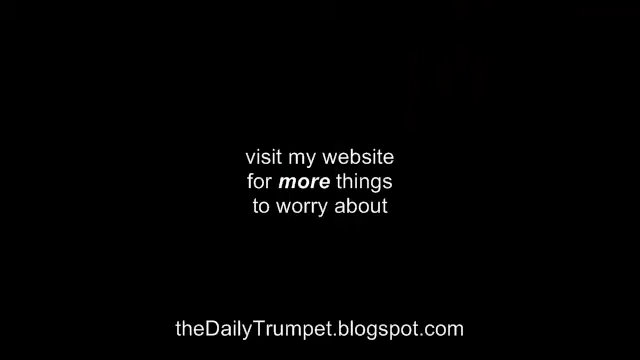 visit my website
for more things
to worry about
theDailyTrumpet.blogspot.com